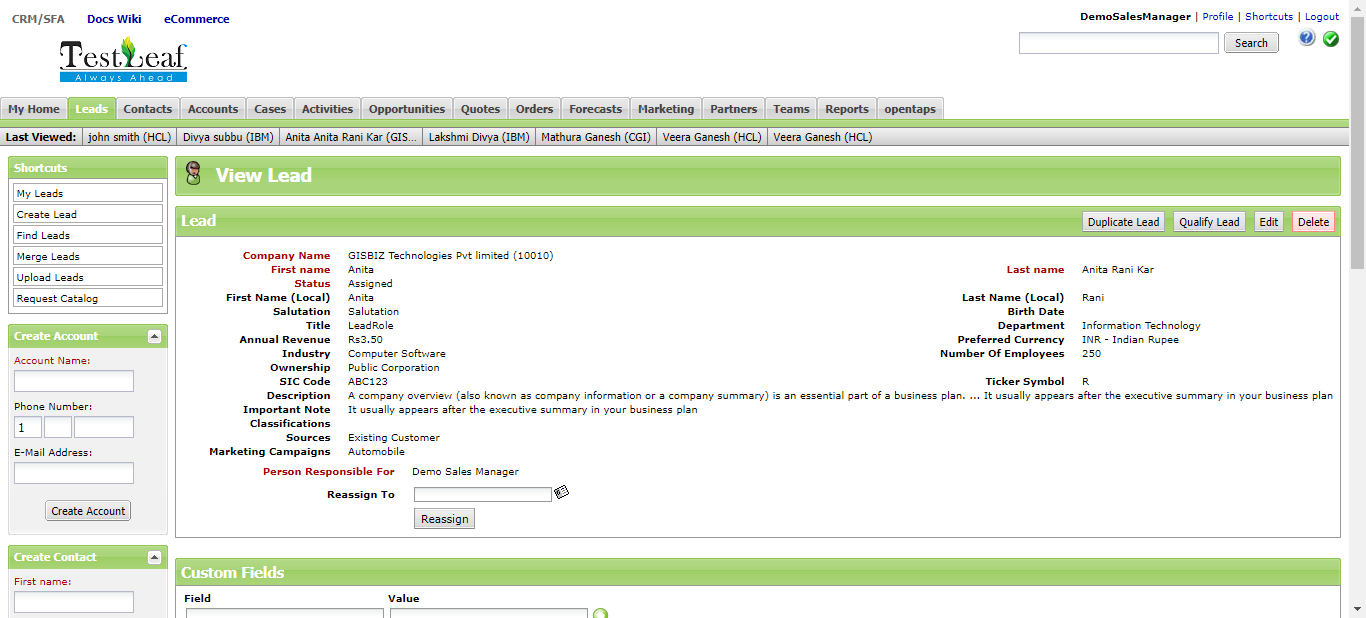 CRM/SFA Docs Wiki eCommerce
DemoSalesManager | Profile | Shortcuts | Logout
TestLeaf
Always Ahead
Search
My Home Leads Contacts Accounts Cases Activities Opportunities Quotes Orders Forecasts Marketing Partners Teams Reports opentaps
Last Viewed: john smith (HCL) Divya subbu (IBM) Anita Anita Rani Kar (GIS... Lakshmi Divya (IBM) Mathura Ganesh (CGI) Veera Ganesh (HCL) Veera Ganesh (HCL)
Shortcuts
My Leads
Create Lead
Find Leads
Merge Leads
Upload Leads
Request Catalog
Create Account
Account Name:
Phone Number:
1
E-Mail Address:
Create Account
Create Contact
First name:
View Lead
Lead
Duplicate Lead Qualify Lead Edit Delete
Company Name GISBIZ Technologies Pvt limited (10010)
First name Anita Last name Anita Rani Kar
Status Assigned
First Name (Local) Anita Last Name (Local) Rani
Salutation Salutation Birth Date
Title LeadRole Department Information Technology
Annual Revenue Rs3.50 Preferred Currency INR - Indian Rupee
Industry Computer Software Number Of Employees 250
Ownership Public Corporation
SIC Code ABC123 Ticker Symbol R
Description A company overview (also known as company information or a company summary) is an essential part of a business plan. ... It usually appears after the executive summary in your business plan
Important Note It usually appears after the executive summary in your business plan
Classifications
Sources Existing Customer
Marketing Campaigns Automobile
Person Responsible For Demo Sales Manager
Reassign To
Reassign
Custom Fields
Field Value